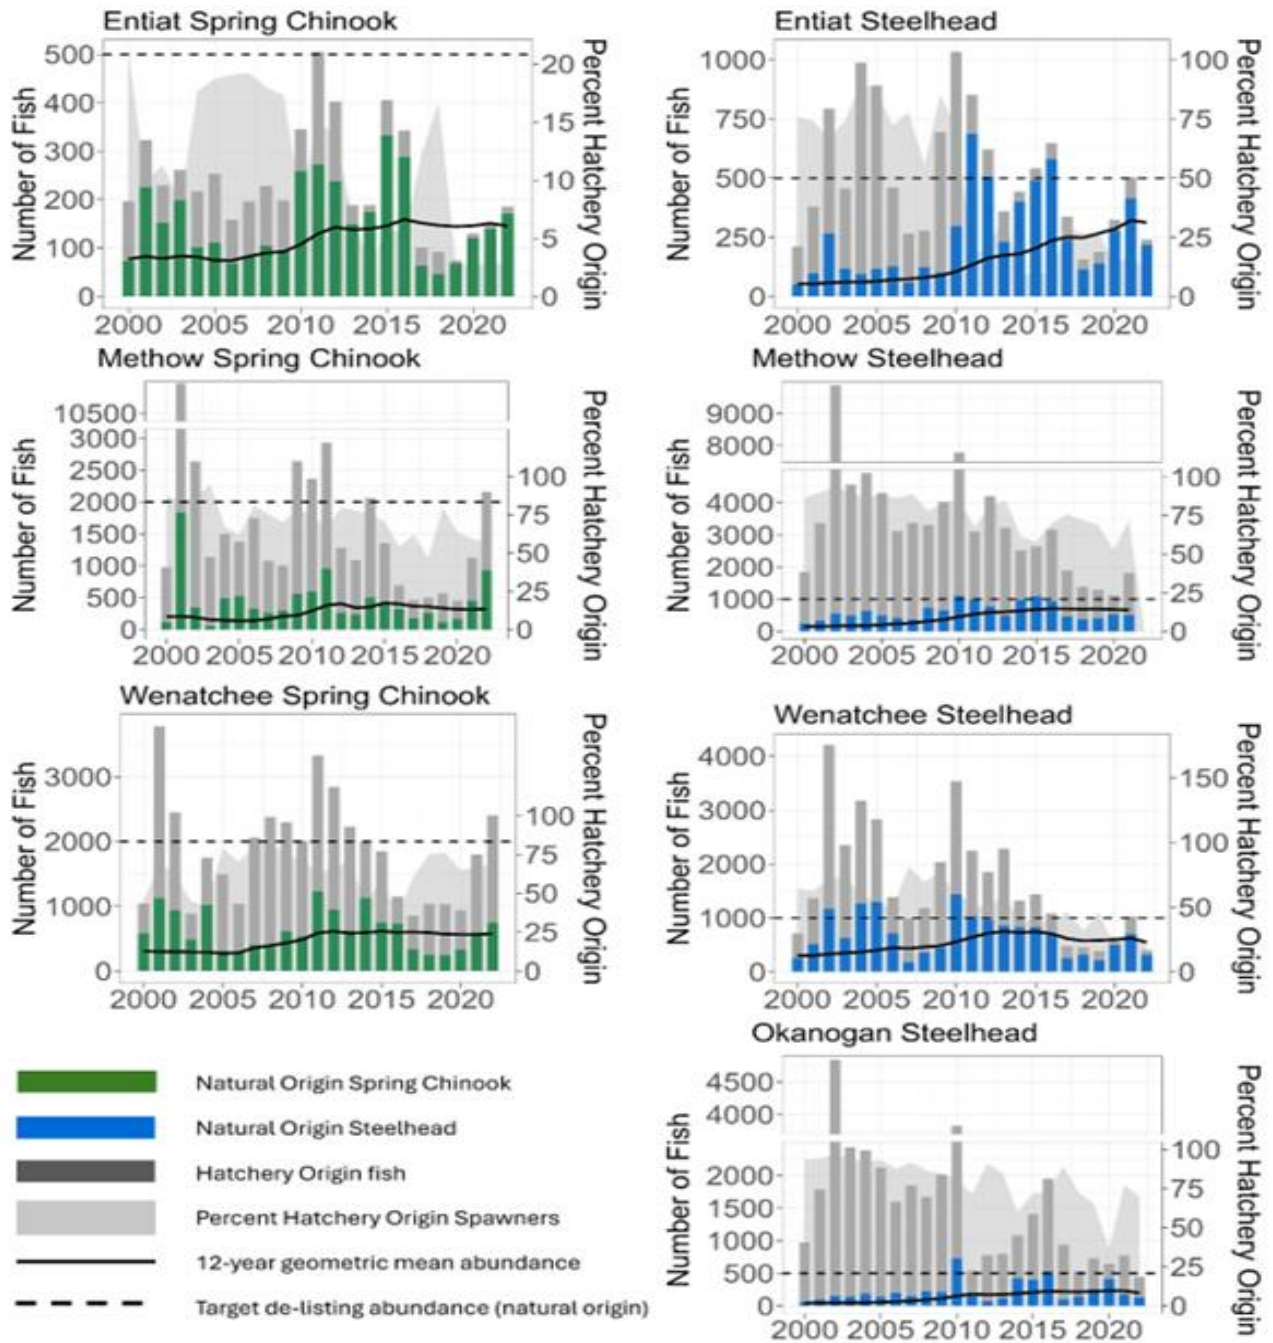 Entiat Spring Chinook
Number of Fish
500
400
300
200
100
0
20
15
10
5
0
Percent Hatchery Origin
2000 2005 2010 2015 2020
Entiat Steelhead
Number of Fish
1000
750
500
250
0
100
75
50
25
0
Percent Hatchery Origin
2000 2005 2010 2015 2020
Methow Spring Chinook
Number of Fish
10500
3000
2500
2000
1500
1000
500
0
100
75
50
25
0
Percent Hatchery Origin
2000 2005 2010 2015 2020
Methow Steelhead
Number of Fish
9000
8000
4000
3000
2000
1000
0
100
75
50
25
0
Percent Hatchery Origin
2000 2005 2010 2015 2020
Wenatchee Spring Chinook
Number of Fish
3000
2000
1000
0
100
75
50
25
0
Percent Hatchery Origin
2000 2005 2010 2015 2020
Wenatchee Steelhead
Number of Fish
4000
3000
2000
1000
0
150
100
50
0
Percent Hatchery Origin
2000 2005 2010 2015 2020
Okanogan Steelhead
Number of Fish
4500
4000
2000
1500
1000
500
0
100
75
50
25
0
Percent Hatchery Origin
2000 2005 2010 2015 2020
Natural Origin Spring Chinook
Natural Origin Steelhead
Hatchery Origin fish
Percent Hatchery Origin Spawners
12-year geometric mean abundance
Target de-listing abundance (natural origin)